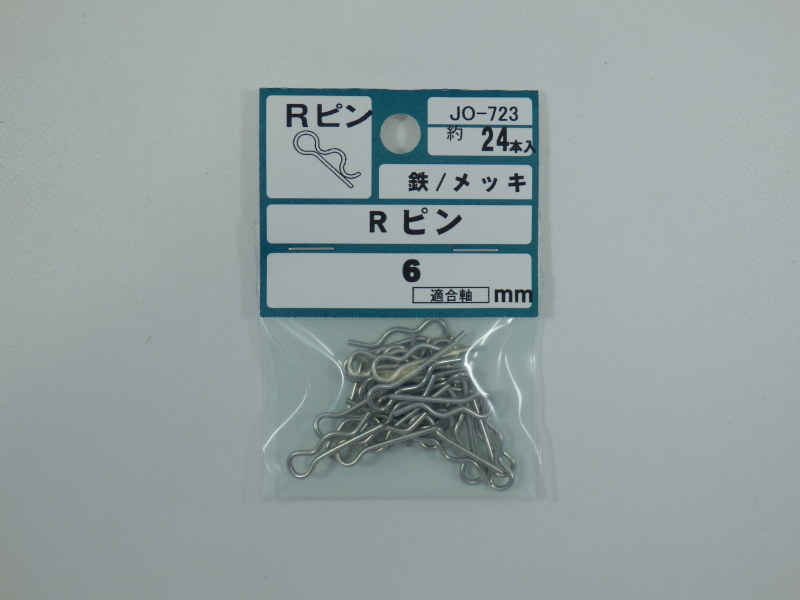 Rピン
JO-723
約 24本入
鉄/メッキ
Rピン
6
適合軸 mm